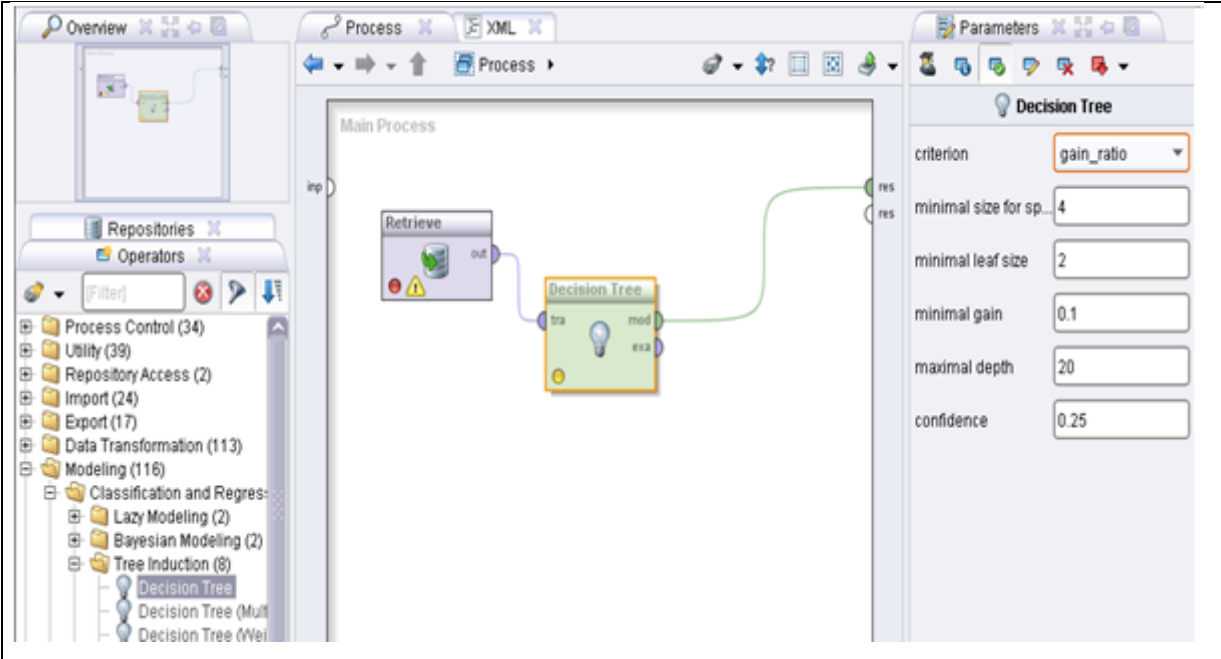 Overview
Process
XML
Parameters
Process
Decision Tree
Main Process
criterion
gain_ratio
inp
res
minimal size for sp...
4
res
Repositories
Retrieve
out
Operators
minimal leaf size
2
[Filter]
Decision Tree
minimal gain
0.1
tra
mod
exa
Process Control (34)
Utility (39)
Repository Access (2)
maximal depth
20
Import (24)
Export (17)
confidence
0.25
Data Transformation (113)
Modeling (116)
Classification and Regres
Lazy Modeling (2)
Bayesian Modeling (2)
Tree Induction (8)
Decision Tree
Decision Tree (Mult
Decision Tree (Wei